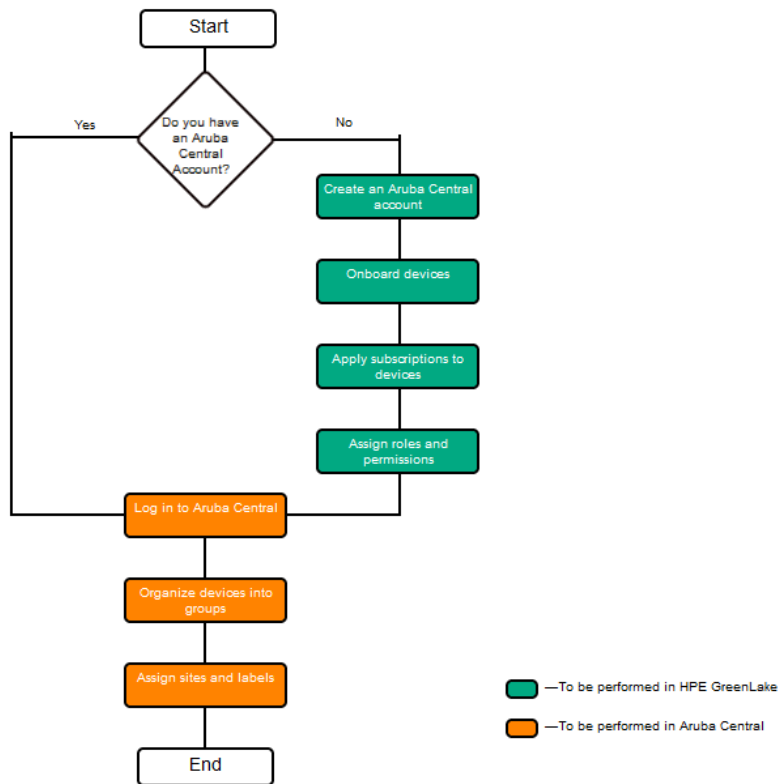 Start
Do you have
an Aruba
Central
Account?
Yes
No
Create an Aruba Central
account
Onboard devices
Apply subscriptions to
devices
Assign roles and
permissions
Log in to Aruba Central
Organize devices into
groups
Assign sites and labels
End
—To be performed in HPE GreenLake
—To be performed in Aruba Central